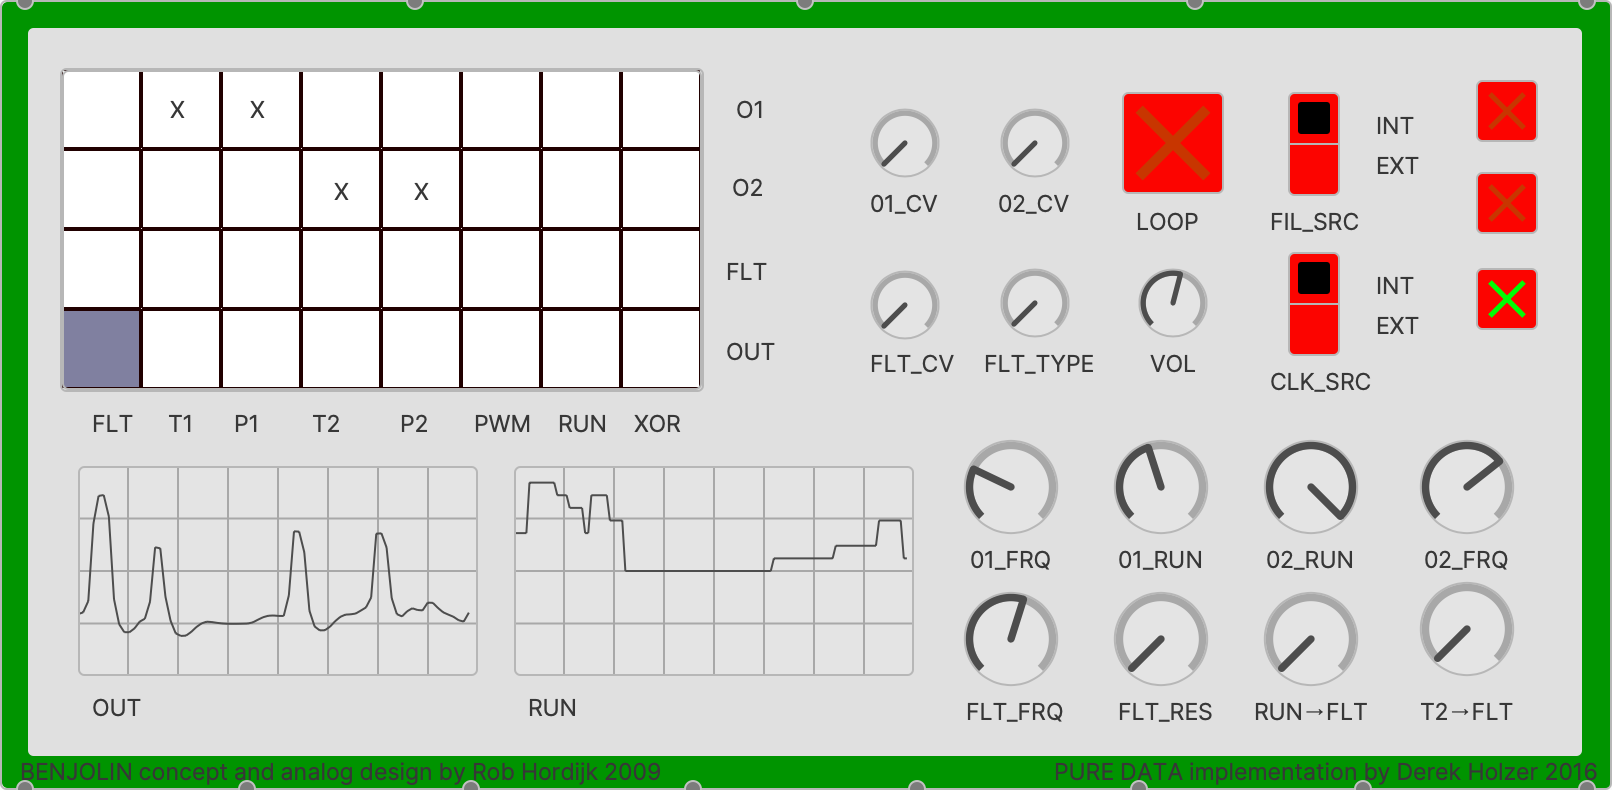 X X O1
X X O2
FLT
OUT
FLT T1 P1 T2 P2 PWM RUN XOR
01_CV 02_CV LOOP FIL_SRC INT
EXT
FLT_CV FLT_TYPE VOL CLK_SRC INT
EXT
01_FRQ 01_RUN 02_RUN 02_FRQ
FLT_FRQ FLT_RES RUN→FLT T2→FLT
OUT RUN
BENJOLIN concept and analog design by Rob Hordijk 2009
PURE DATA implementation by Derek Holzer 2016